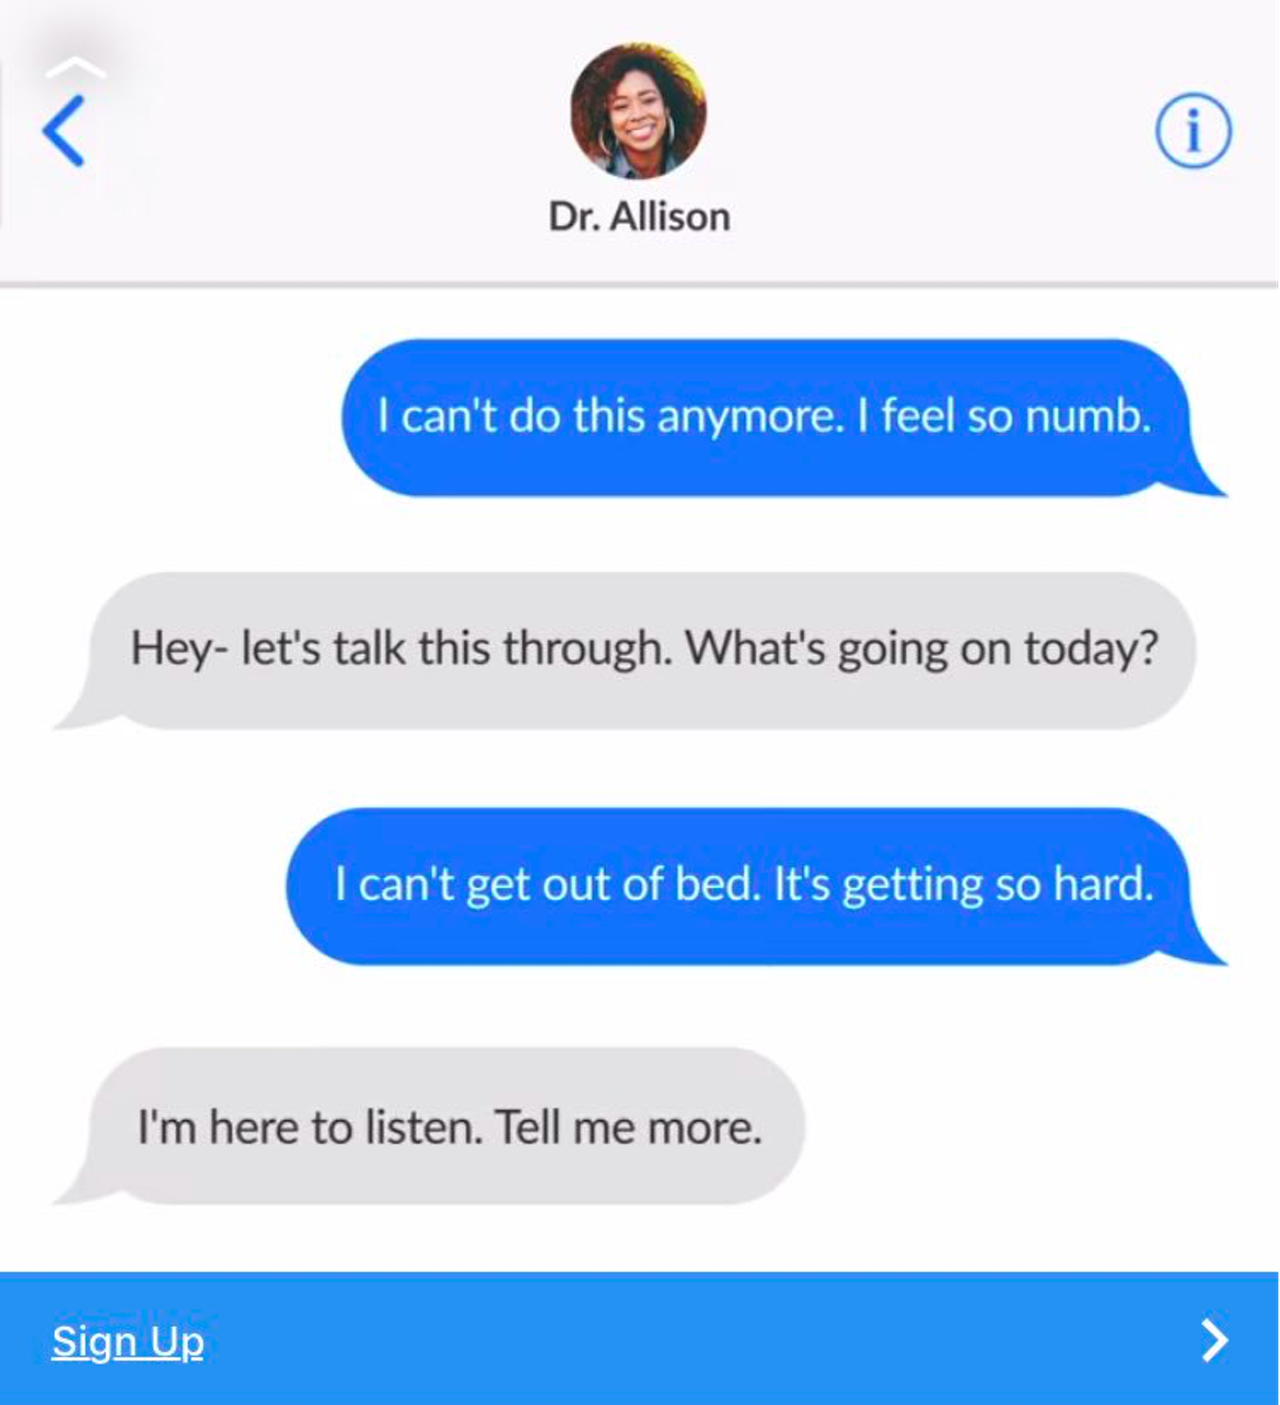 Dr. Allison
I can't do this anymore. I feel so numb.
Hey- let's talk this through. What's going on today?
I can't get out of bed. It's getting so hard.
I'm here to listen. Tell me more.
Sign Up